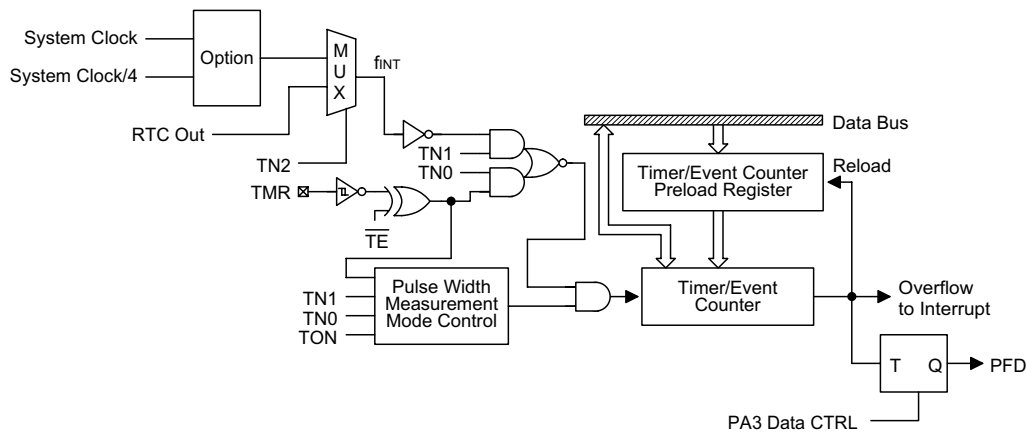 System Clock
System Clock/4
Option
M
U
X
fINT
RTC Out
TN2
TN1
TN0
TMR
TE
Data Bus
Timer/Event Counter
Preload Register
Reload
TN1
TN0
TON
Pulse Width
Measurement
Mode Control
Timer/Event
Counter
Overflow
to Interrupt
T Q
PFD
PA3 Data CTRL